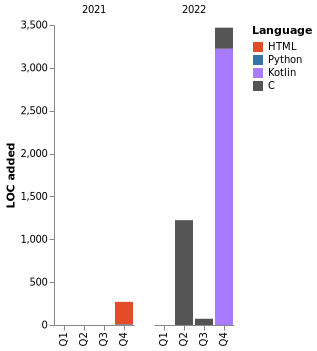 2021
2022
Language
HTML
Python
Kotlin
C
LOC added
3,500
3,000
2,500
2,000
1,500
1,000
500
0
Q1
Q2
Q3
Q4
Q1
Q2
Q3
Q4